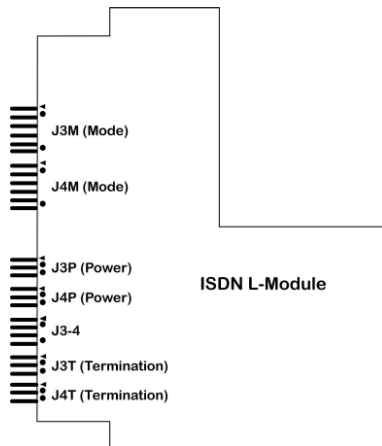 J3M (Mode)
J4M (Mode)
J3P (Power)
ISDN L-Module
J4P (Power)
J3-4
J3T (Termination)
J4T (Termination)